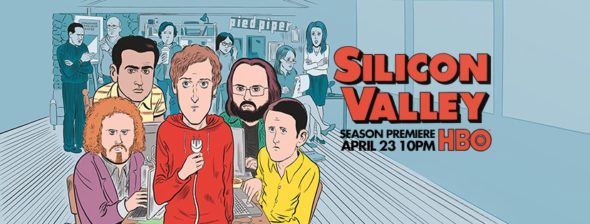 pied piper
SILICON
VALLEY
SEASON PREMIERE
APRIL 23 10PM
HBO